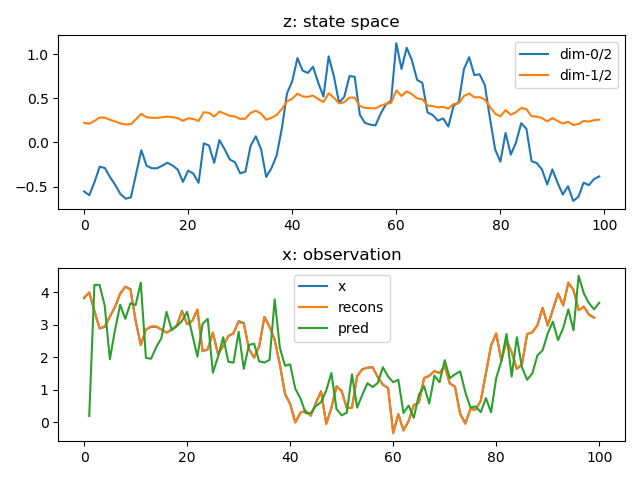 z: state space
1.0
0.5
0.0
−0.5
dim-0/2
dim-1/2
0 20 40 60 80 100
x: observation
4
3
2
1
0
x
recons
pred
0 20 40 60 80 100